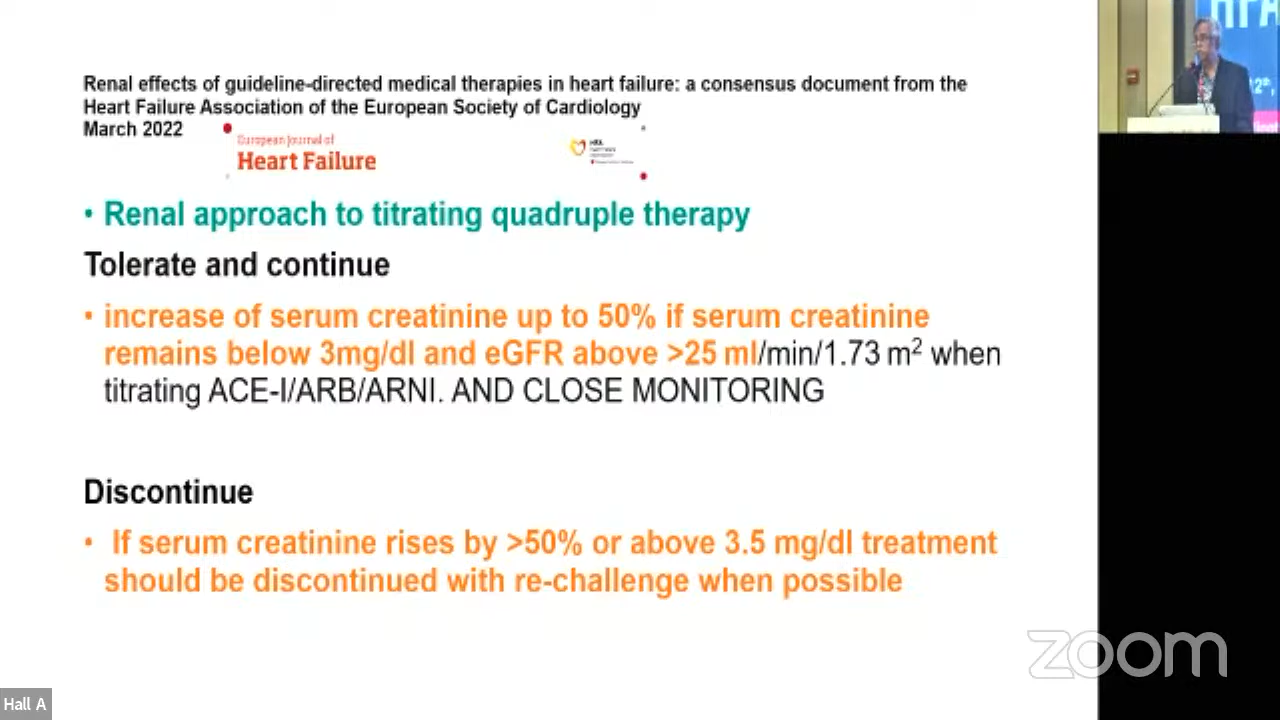 Renal effects of guideline-directed medical therapies in heart failure: a consensus document from the
Heart Failure Association of the European Society of Cardiology
March 2022
European Journal of
Heart Failure
HFA
• Renal approach to titrating quadruple therapy
Tolerate and continue
• increase of serum creatinine up to 50% if serum creatinine
remains below 3mg/dl and eGFR above >25 ml/min/1.73 m² when
titrating ACE-I/ARB/ARNI. AND CLOSE MONITORING
Discontinue
• If serum creatinine rises by >50% or above 3.5 mg/dl treatment
should be discontinued with re-challenge when possible
zoom
Hall A